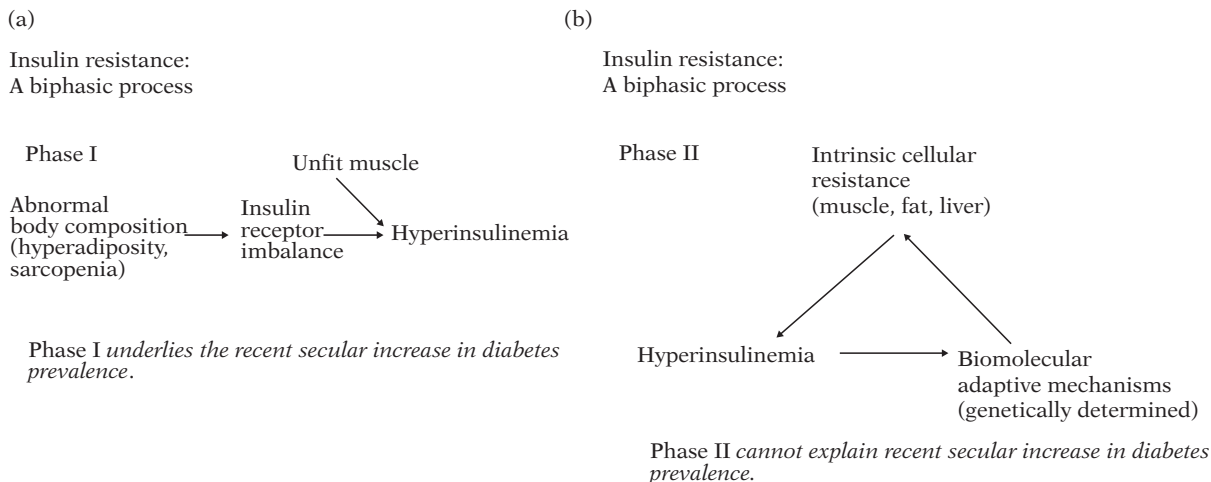 (a)
Insulin resistance:
A biphasic process
Phase I
Unfit muscle
Abnormal
body composition
(hyperadiposity,
sarcopenia)
Insulin
receptor
imbalance
Hyperinsulinemia
Phase I underlies the recent secular increase in diabetes
prevalence.
(b)
Insulin resistance:
A biphasic process
Phase II
Intrinsic cellular
resistance
(muscle, fat, liver)
Hyperinsulinemia
Biomolecular
adaptive mechanisms
(genetically determined)
Phase II cannot explain recent secular increase in diabetes
prevalence.